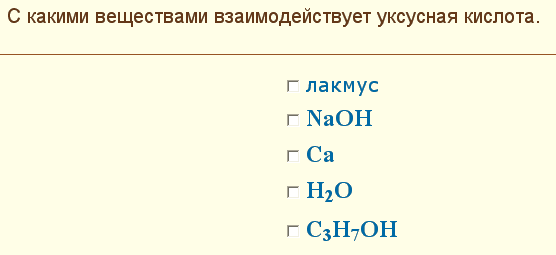 С какими веществами взаимодействует уксусная кислота.
лакмус
NaOH
Ca
H₂O
C₃H₇OH